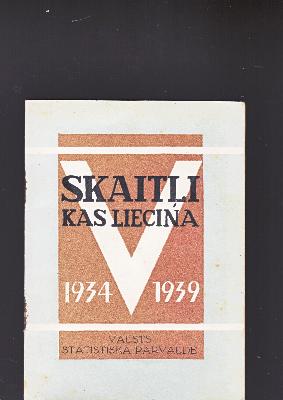 SKAITĻI
KAS LIECINA
1934 1939
VALSTS
STATISTISKĀ PĀRVALDE